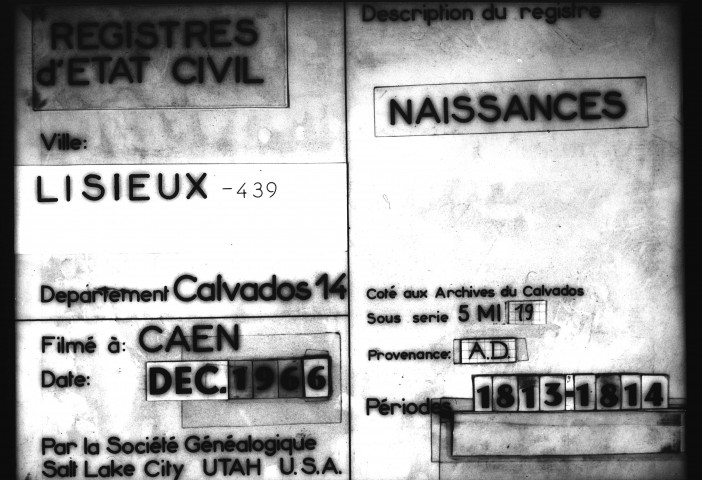 REGISTRES
d'ETAT CIVIL
Ville:
LISIEUX -439
Departement Calvados 14
Filmé à: CAEN
Date: DEC. 1966
Par la Société Généalogique
Salt Lake City UTAH U.S.A.
Description du registre
NAISSANCES
Coté aux Archives du Calvados
Sous serie 5 MI 19
Provenance: A.D.
Périodes 1813-1814